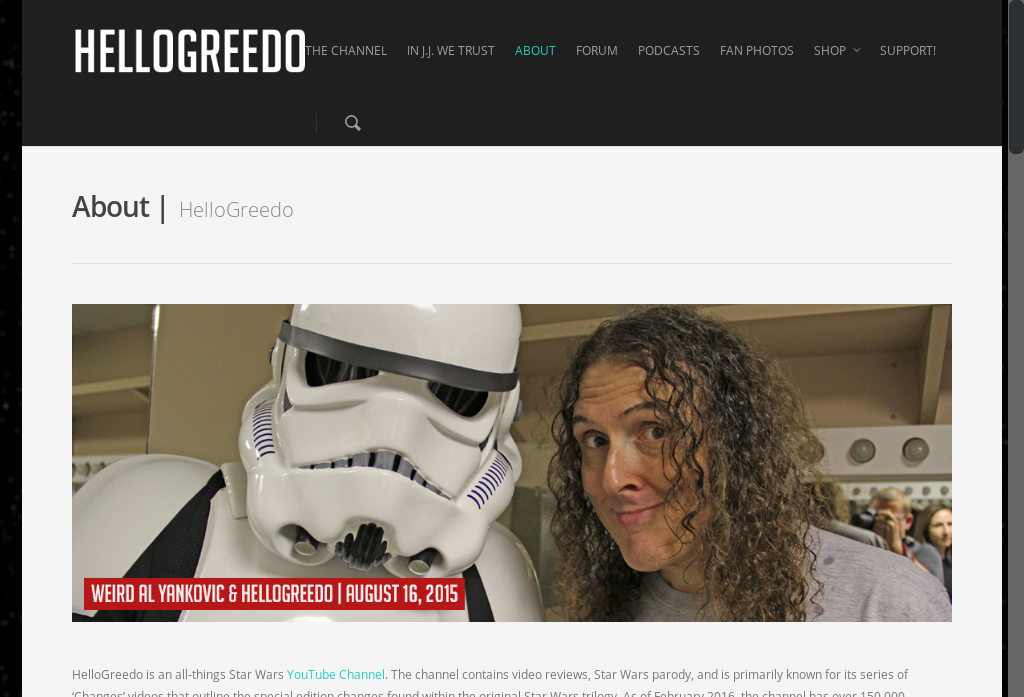 HELLOGREEDO
THE CHANNEL IN J.J. WE TRUST ABOUT FORUM PODCASTS FAN PHOTOS SHOP SUPPORT!
About | HelloGreedo
WEIRD AL YANKOVIC & HELLOGREEDO | AUGUST 16, 2015
HelloGreedo is an all-things Star Wars YouTube Channel. The channel contains video reviews, Star Wars parody, and is primarily known for its series of
‘Changes’ videos that outline the special edition changes found within the original Star Wars trilogy. As of February 2016, the channel has over 150,000